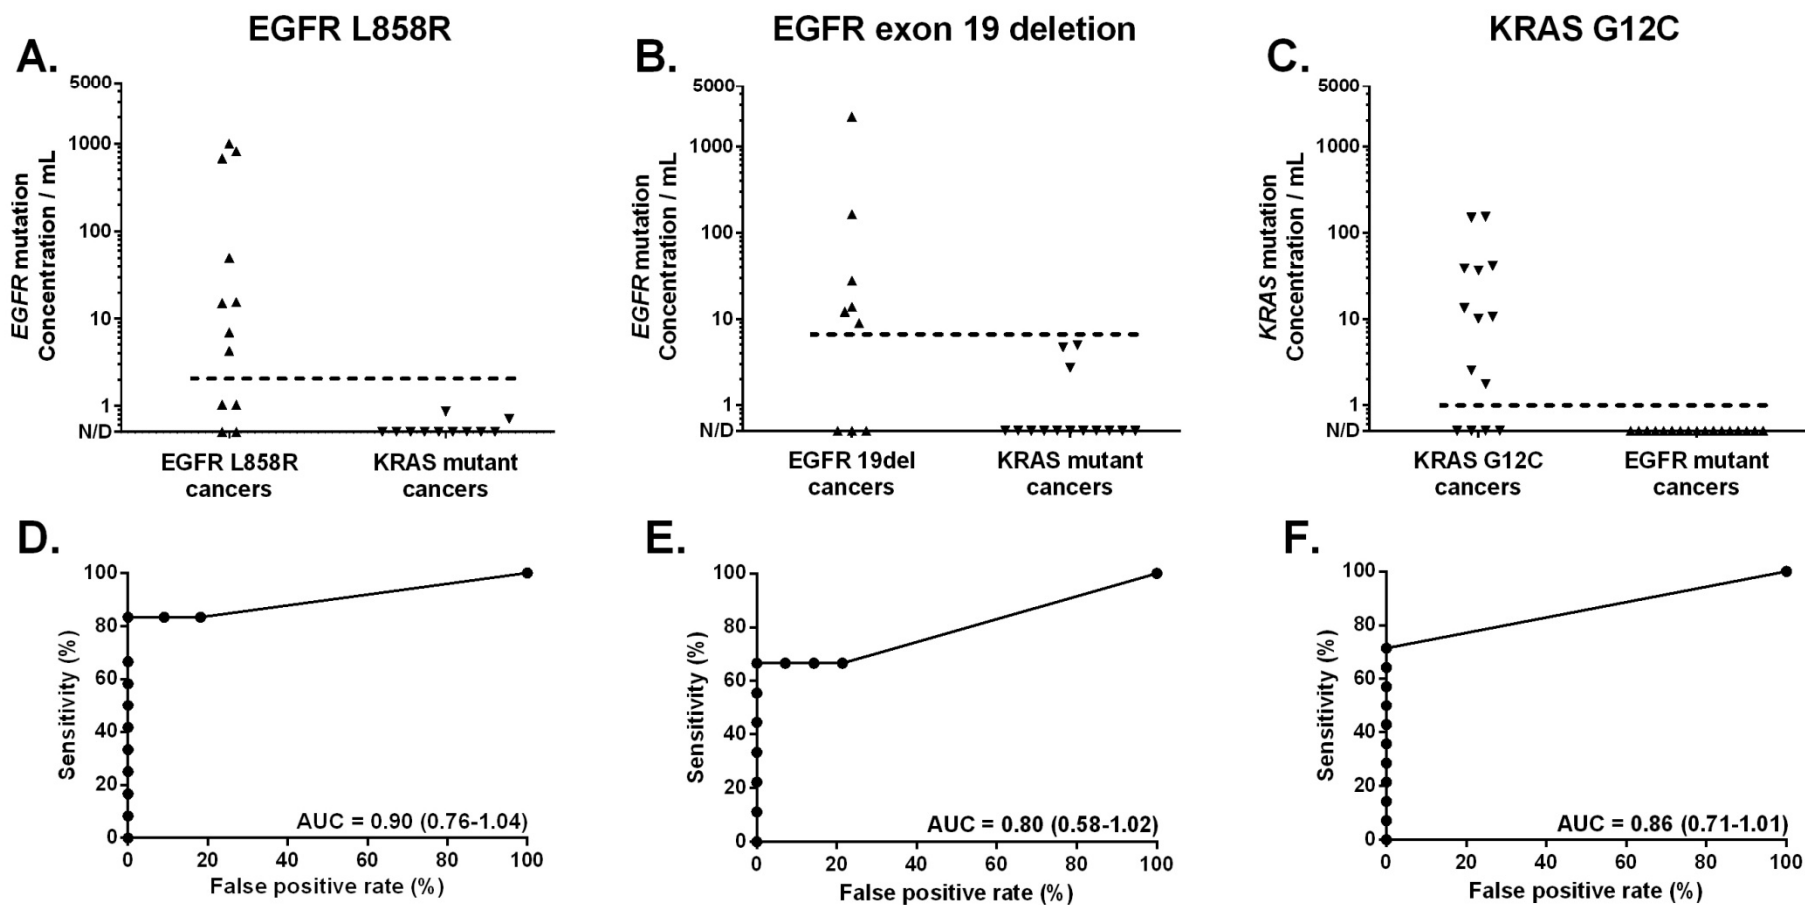 EGFR L858R
EGFR exon 19 deletion
KRAS G12C
A.
B.
C.
EGFR mutation
Concentration / mL
5000
1000
100
10
1
N/D
EGFR L858R
cancers
KRAS mutant
cancers
EGFR mutation
Concentration / mL
5000
1000
100
10
1
N/D
EGFR 19del
cancers
KRAS mutant
cancers
KRAS mutation
Concentration / mL
5000
1000
100
10
1
N/D
KRAS G12C
cancers
EGFR mutant
cancers
D.
E.
F.
Sensitivity (%)
100
80
60
40
20
0
AUC = 0.90 (0.76-1.04)
0 20 40 60 80 100
False positive rate (%)
Sensitivity (%)
100
80
60
40
20
0
AUC = 0.80 (0.58-1.02)
0 20 40 60 80 100
False positive rate (%)
Sensitivity (%)
100
80
60
40
20
0
AUC = 0.86 (0.71-1.01)
0 20 40 60 80 100
False positive rate (%)